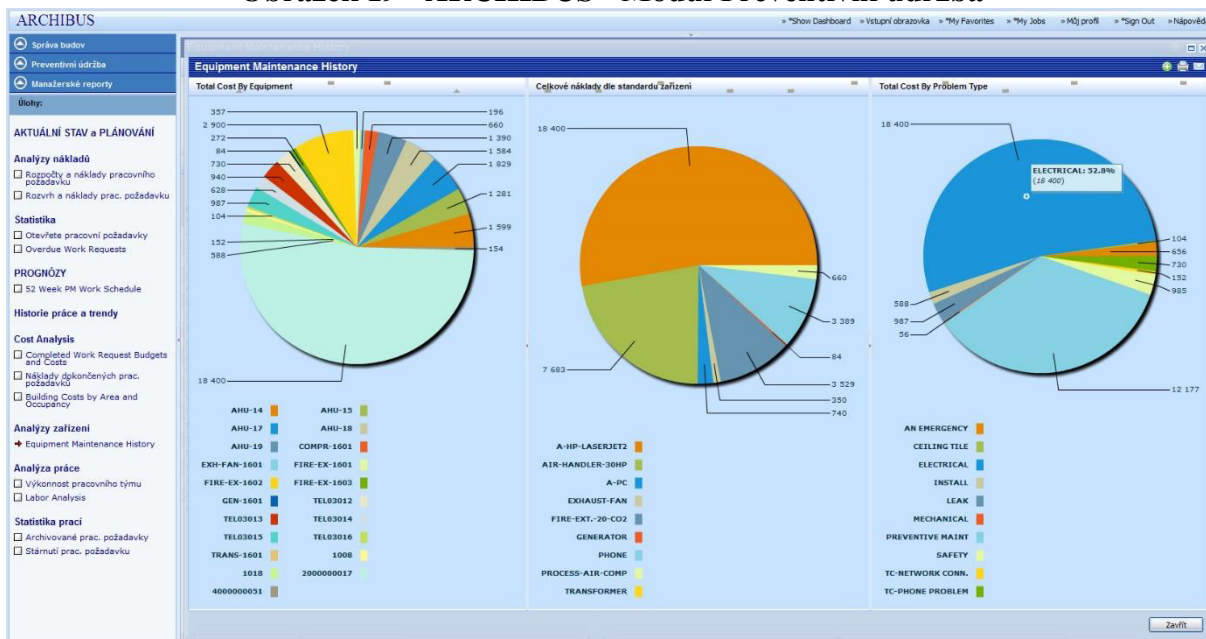 Obrázek 19 - ARCHIBUS - Modul Preventivní údržba
ARCHIBUS
» *Show Dashboard » Vstupní obrazovka » *My Favorites » *My Jobs » Můj profil » *Sign Out » Nápověda
Správa budov
Preventivní údržba
Manažerské reporty
Úlohy:
AKTUÁLNÍ STAV a PLÁNOVÁNÍ
Analýzy nákladů
Rozpočty a náklady pracovního
požadavku
Rozvrh a náklady prac. požadavku
Statistika
Otevřete pracovní požadavky
Overdue Work Requests
PROGNÓZY
52 Week PM Work Schedule
Historie práce a trendy
Cost Analysis
Completed Work Request Budgets
and Costs
Náklady dokončených prac.
požadavků
Building Costs by Area and
Occupancy
Analýzy zařízení
Equipment Maintenance History
Analýza práce
Výkonnost pracovního týmu
Labor Analysis
Statistika prací
Archivované prac. požadavky
Stárnutí prac. požadavku
Equipment Maintenance History
Equipment Maintenance History
Total Cost By Equipment
357
2 900
272
84
730
940
628
987
104
152
588
18 400
196
660
1 390
1 584
1 829
1 281
1 599
154
AHU-14 AHU-15
AHU-17 AHU-18
AHU-19 COMPR-1601
EXH-FAN-1601 FIRE-EX-1601
FIRE-EX-1602 FIRE-EX-1603
GEN-1601 TEL03012
TEL03013 TEL03014
TEL03015 TEL03016
TRANS-1601 1008
1018 2000000017
4000000051
Celkové náklady dle standardu zařízení
18 400
7 683
660
3 389
84
3 529
350
740
A-HP-LASERJET2
AIR-HANDLER-30HP
A-PC
EXHAUST-FAN
FIRE-EXT.-20-CO2
GENERATOR
PHONE
PROCESS-AIR-COMP
TRANSFORMER
Total Cost By Problem Type
18 400
ELECTRICAL: 52.8%
(18 400)
588
987
56
104
656
730
152
985
12 177
AN EMERGENCY
CEILING TILE
ELECTRICAL
INSTALL
LEAK
MECHANICAL
PREVENTIVE MAINT
SAFETY
TC-NETWORK CONN.
TC-PHONE PROBLEM
Zavřít